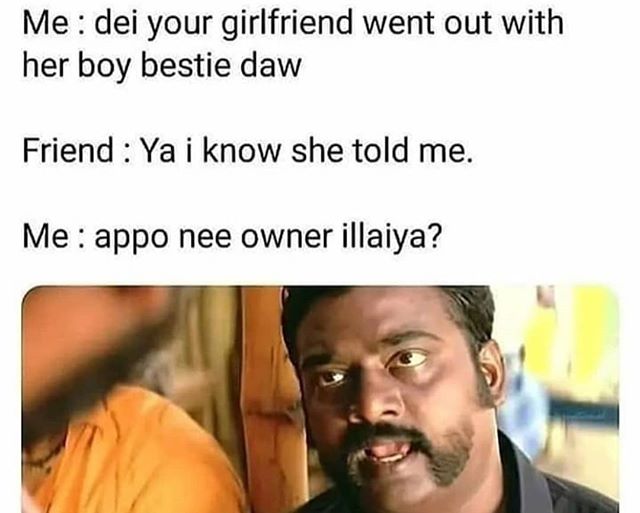 Me : dei your girlfriend went out with
her boy bestie daw
Friend : Ya i know she told me.
Me : appo nee owner illaiya?